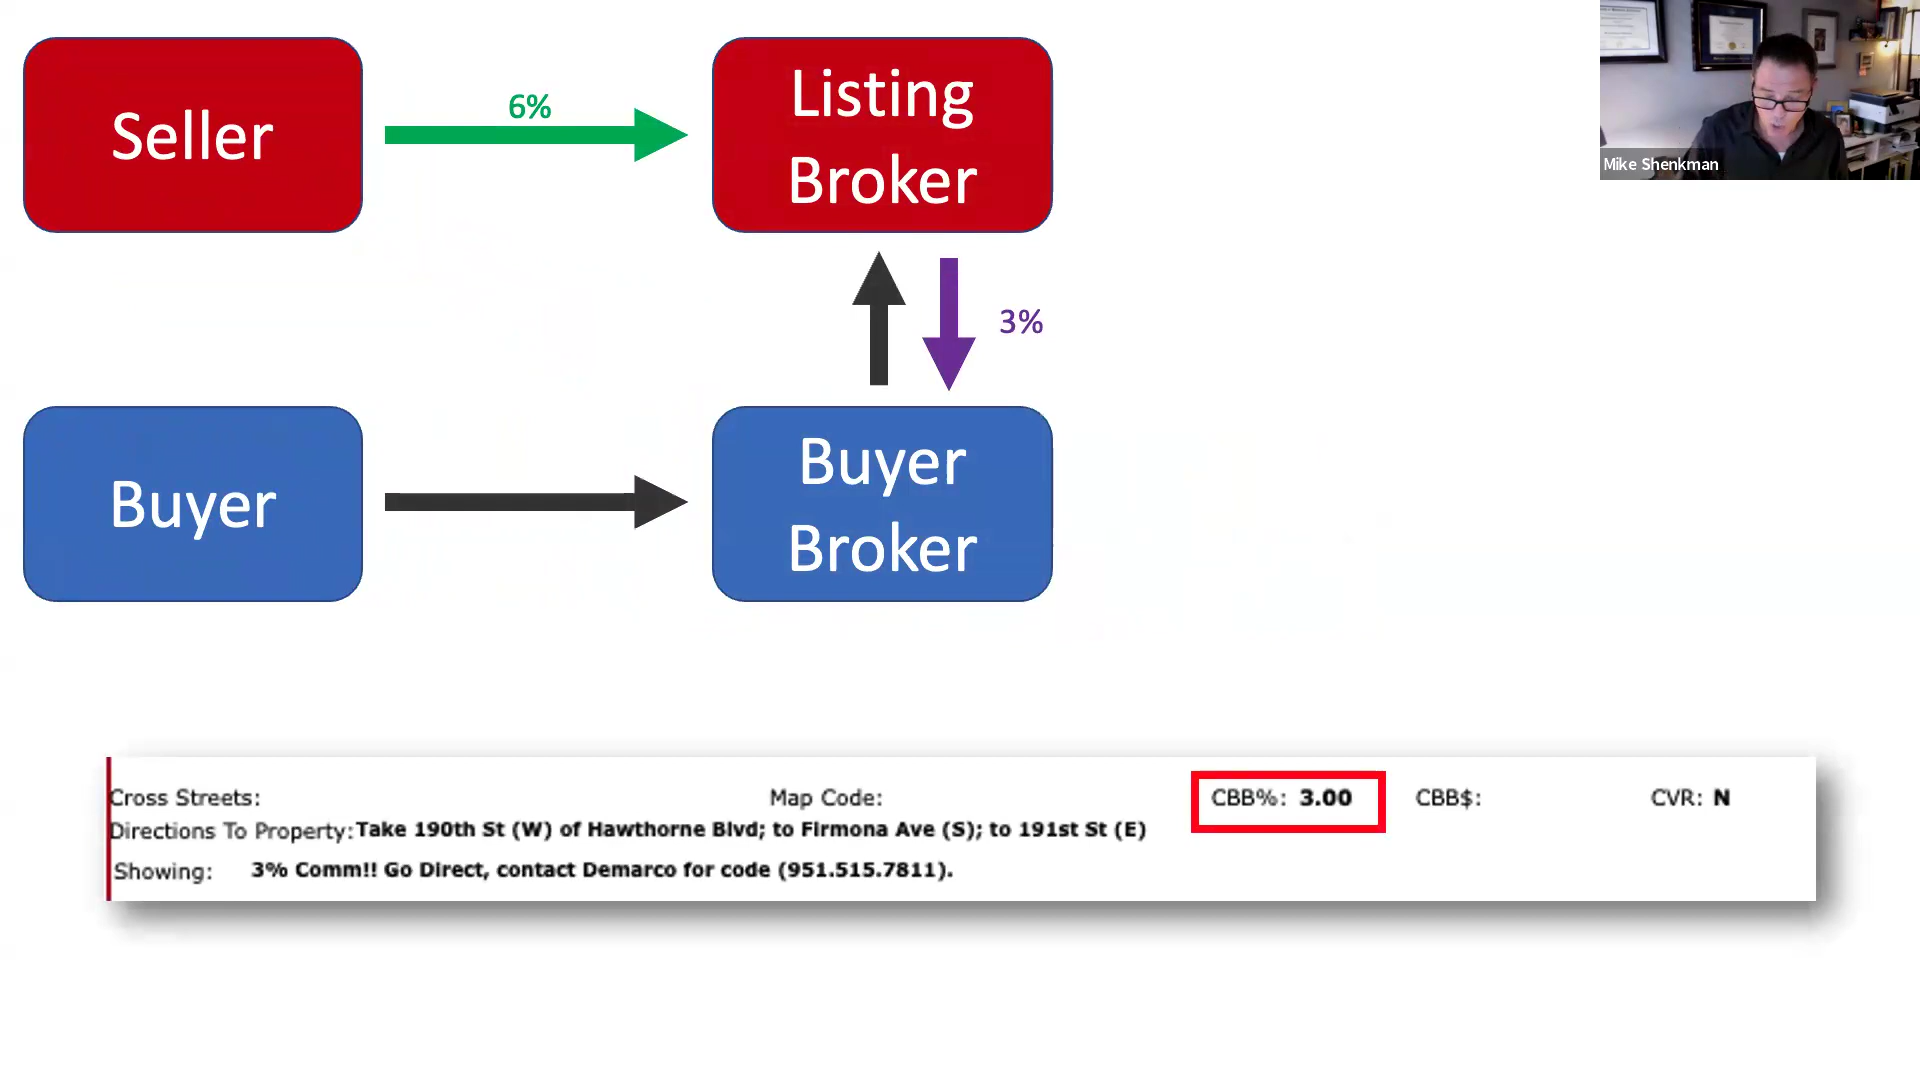 Seller
6%
Listing
Broker
Mike Shenkman
3%
Buyer
Buyer
Broker
Cross Streets:
Map Code:
CBB%: 3.00
CBB$:
CVR: N
Directions To Property: Take 190th St (W) of Hawthorne Blvd; to Firmona Ave (S); to 191st St (E)
Showing: 3% Comm!! Go Direct, contact Demarco for code (951.515.7811).